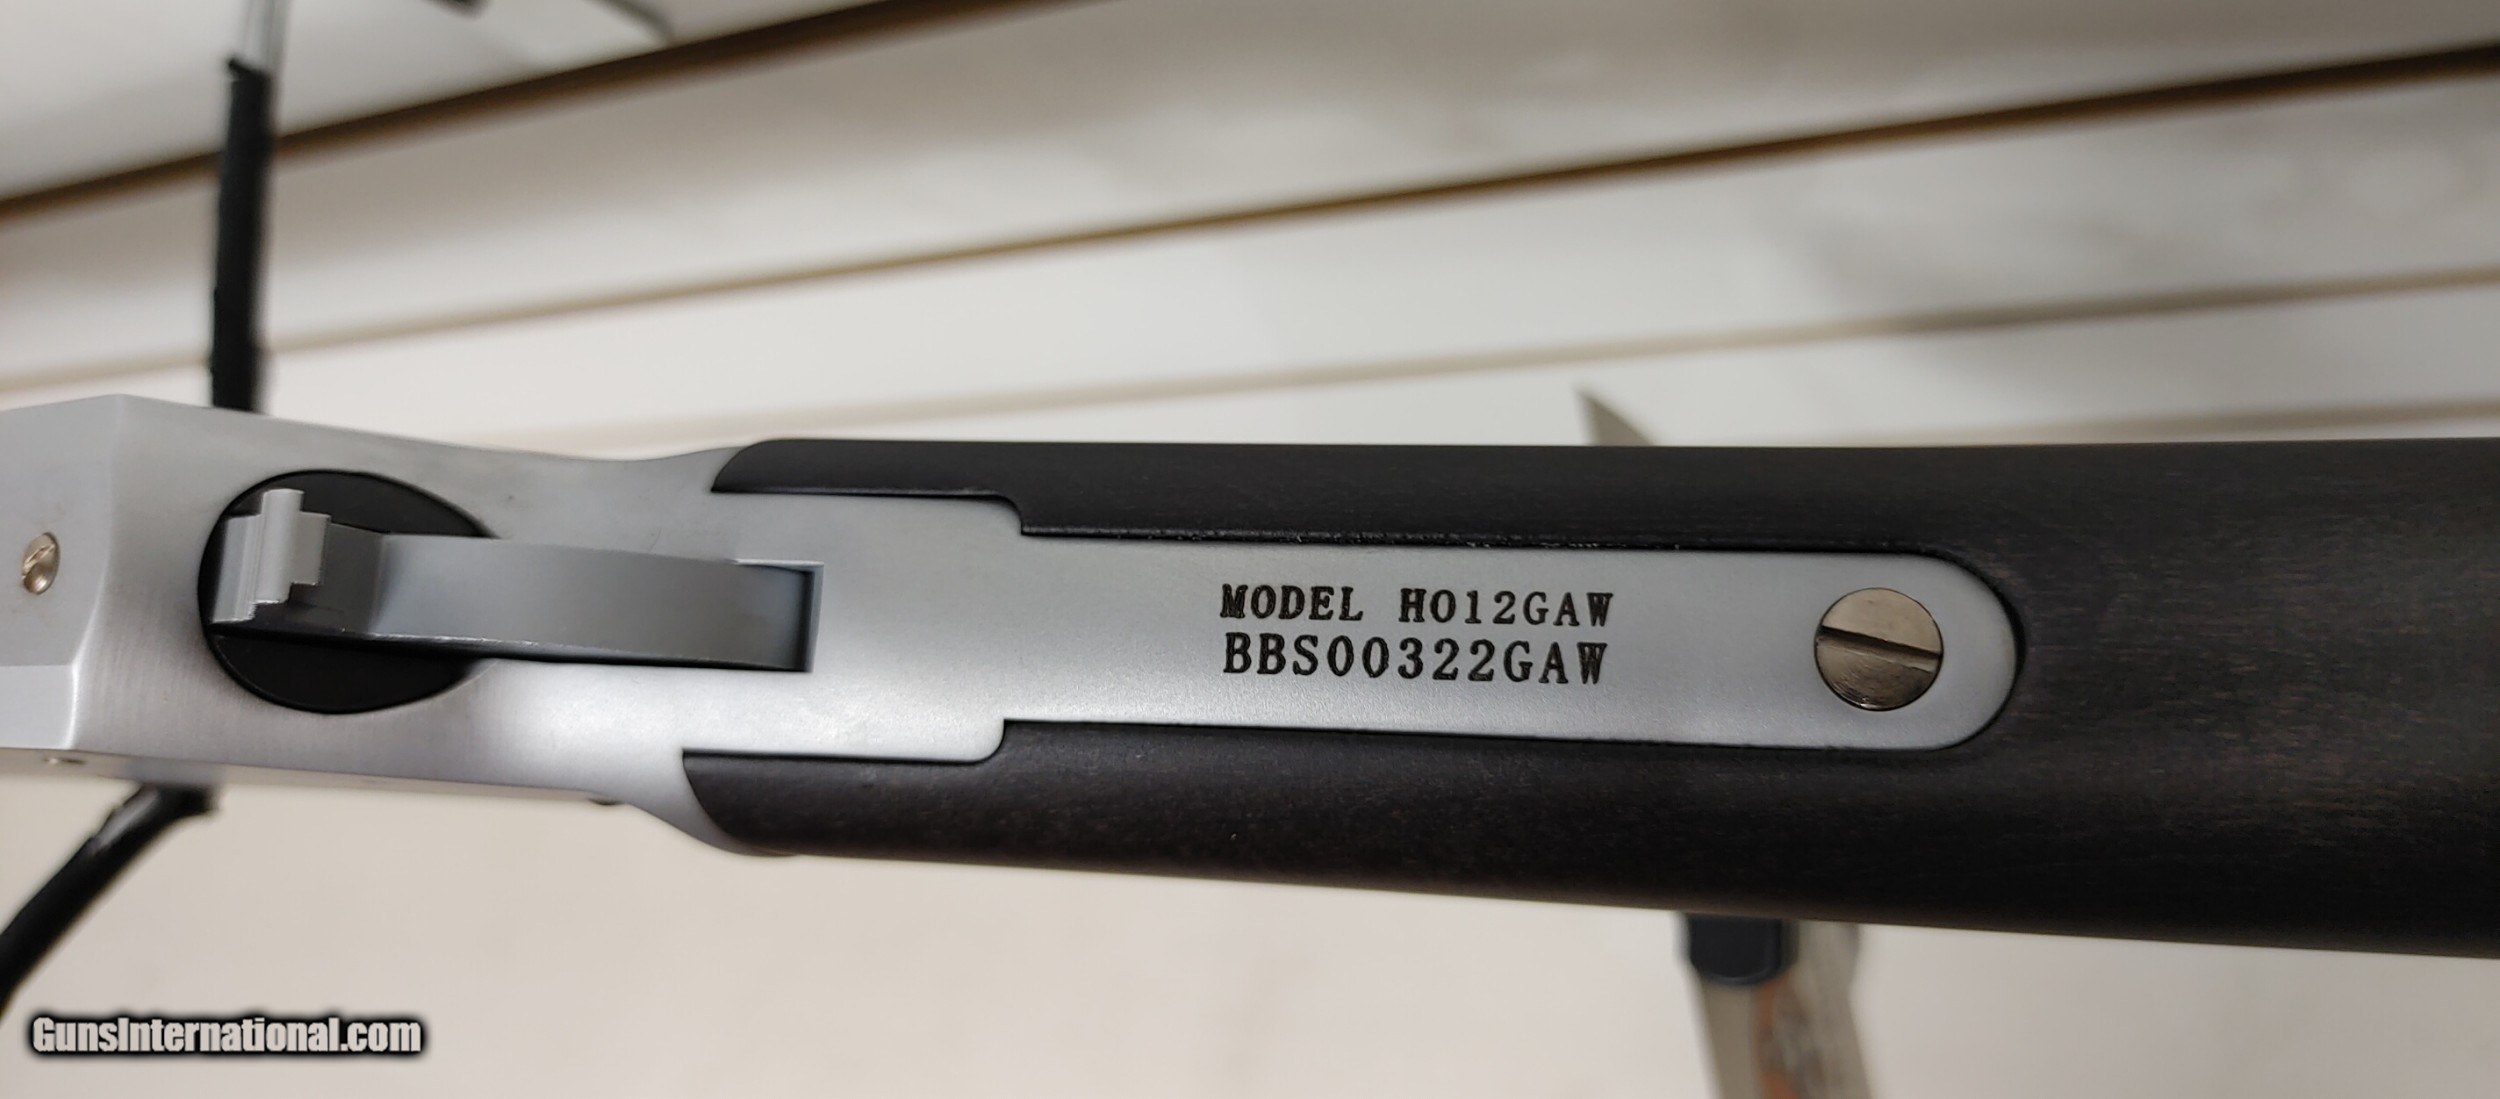 MODEL H012GAW
BBS00322GAW
GunsInternational.com